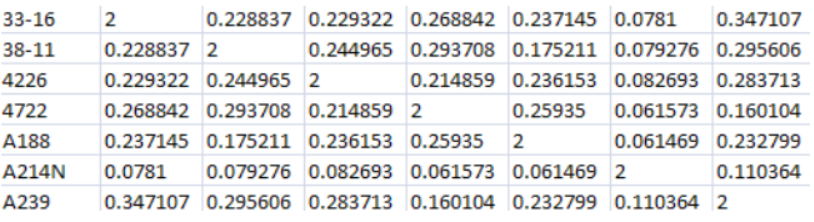 33-16 2 0.228837 0.229322 0.268842 0.237145 0.0781 0.347107
38-11 0.228837 2 0.244965 0.293708 0.175211 0.079276 0.295606
4226 0.229322 0.244965 2 0.214859 0.236153 0.082693 0.283713
4722 0.268842 0.293708 0.214859 2 0.25935 0.061573 0.160104
A188 0.237145 0.175211 0.236153 0.25935 2 0.061469 0.232799
A214N 0.0781 0.079276 0.082693 0.061573 0.061469 2 0.110364
A239 0.347107 0.295606 0.283713 0.160104 0.232799 0.110364 2